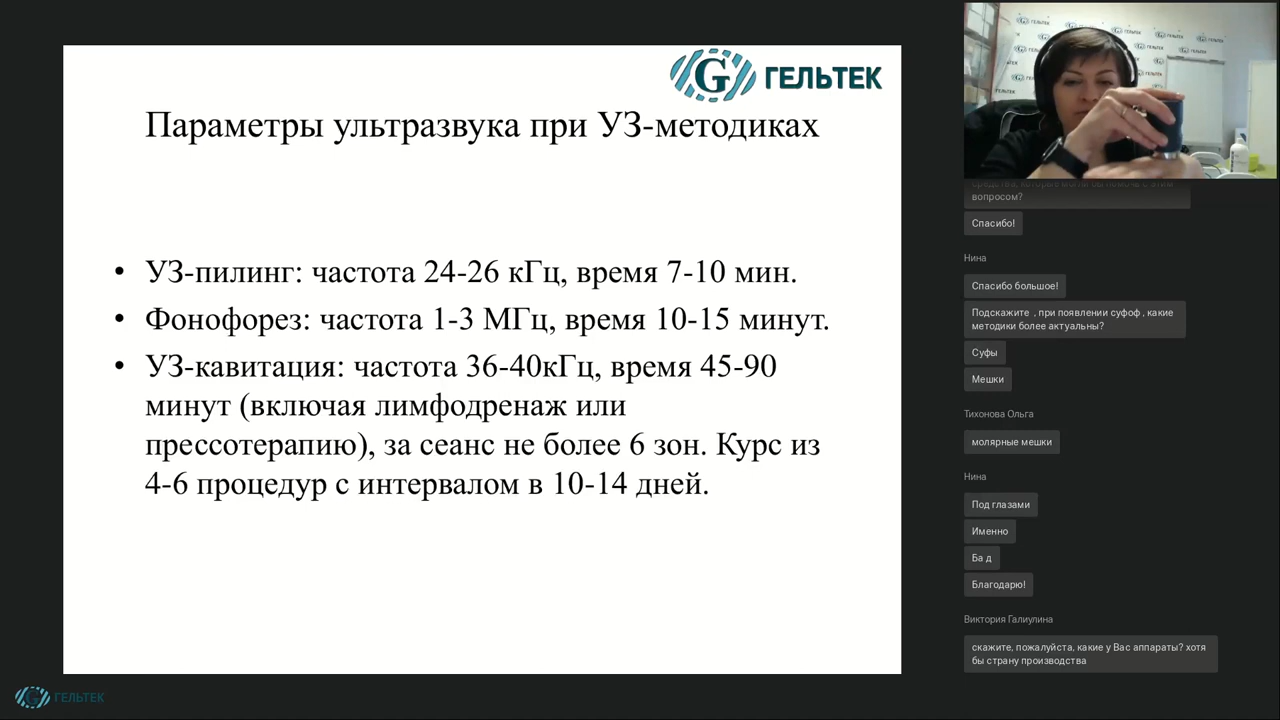 ГЕЛЬТЕК
Параметры ультразвука при УЗ-методиках
• УЗ-пилинг: частота 24-26 кГц, время 7-10 мин.
• Фонофорез: частота 1-3 МГц, время 10-15 минут.
• УЗ-кавитация: частота 36-40кГц, время 45-90
минут (включая лимфодренаж или
прессотерапию), за сеанс не более 6 зон. Курс из
4-6 процедур с интервалом в 10-14 дней.
ГЕЛЬТЕК
вопросом?
Спасибо!
Нина
Спасибо большое!
Подскажите , при появлении суфоф , какие
методики более актуальны?
Суфы
Мешки
Тихонова Ольга
молярные мешки
Нина
Под глазами
Именно
Ба д
Благодарю!
Виктория Галиулина
скажите, пожалуйста, какие у Вас аппараты? хотя
бы страну производства